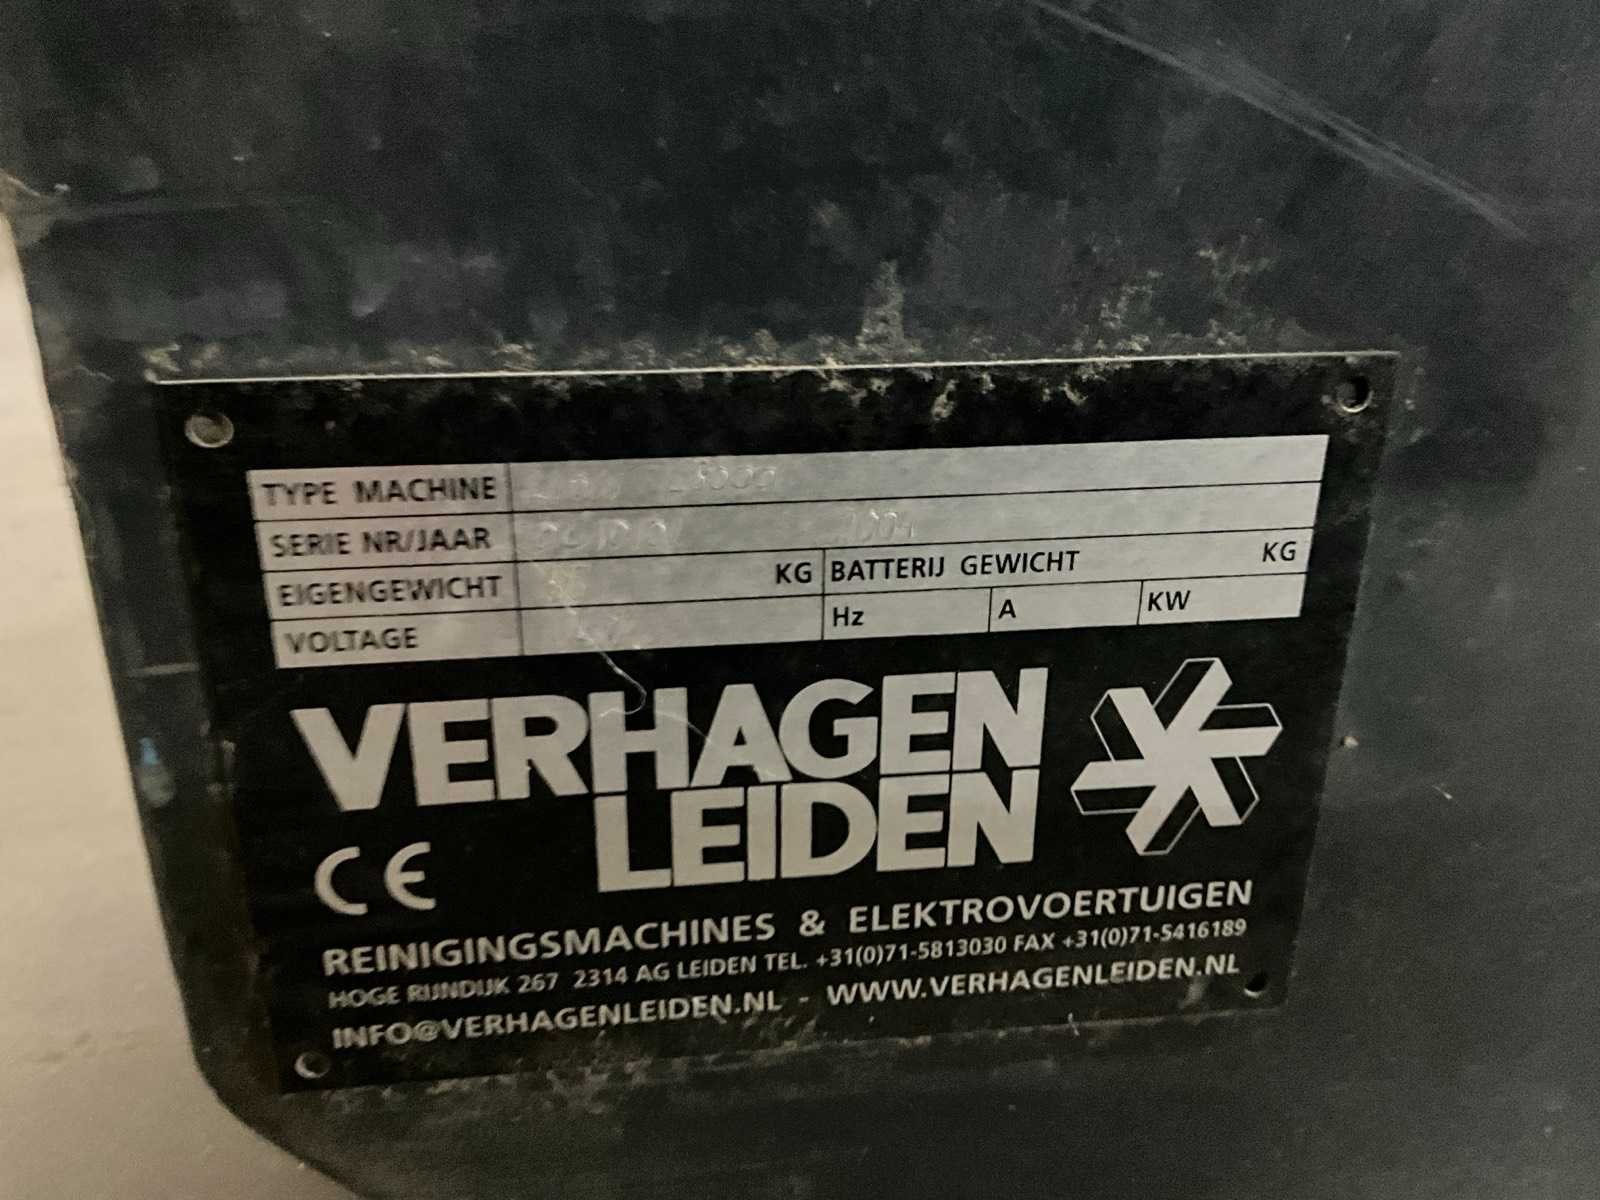 TYPE MACHINE
SERIE NR/JAAR 2004
EIGENGEWICHT KG BATTERIJ GEWICHT KG
VOLTAGE Hz A KW
VERHAGEN
LEIDEN
CE
REINIGINGSMACHINES & ELEKTROVOERTUIGEN
HOGE RIJNDIJK 267 2314 AG LEIDEN TEL. +31(0)71-5813030 FAX +31(0)71-5416189
INFO@VERHAGENLEIDEN.NL - WWW.VERHAGENLEIDEN.NL